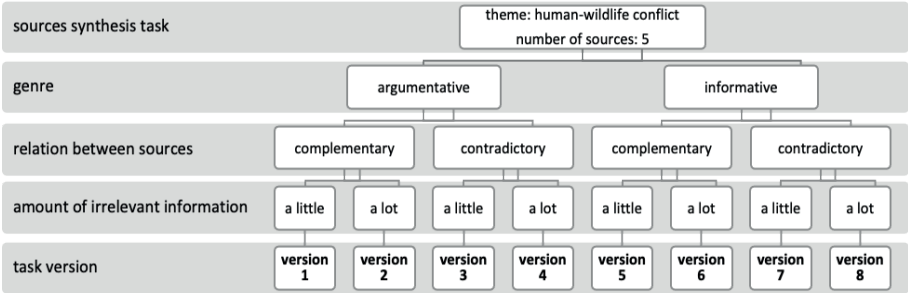 sources synthesis task
theme: human-wildlife conflict
number of sources: 5
genre
argumentative
informative
relation between sources
complementary
contradictory
complementary
contradictory
amount of irrelevant information
a little
a lot
a little
a lot
a little
a lot
a little
a lot
task version
version
1
version
2
version
3
version
4
version
5
version
6
version
7
version
8